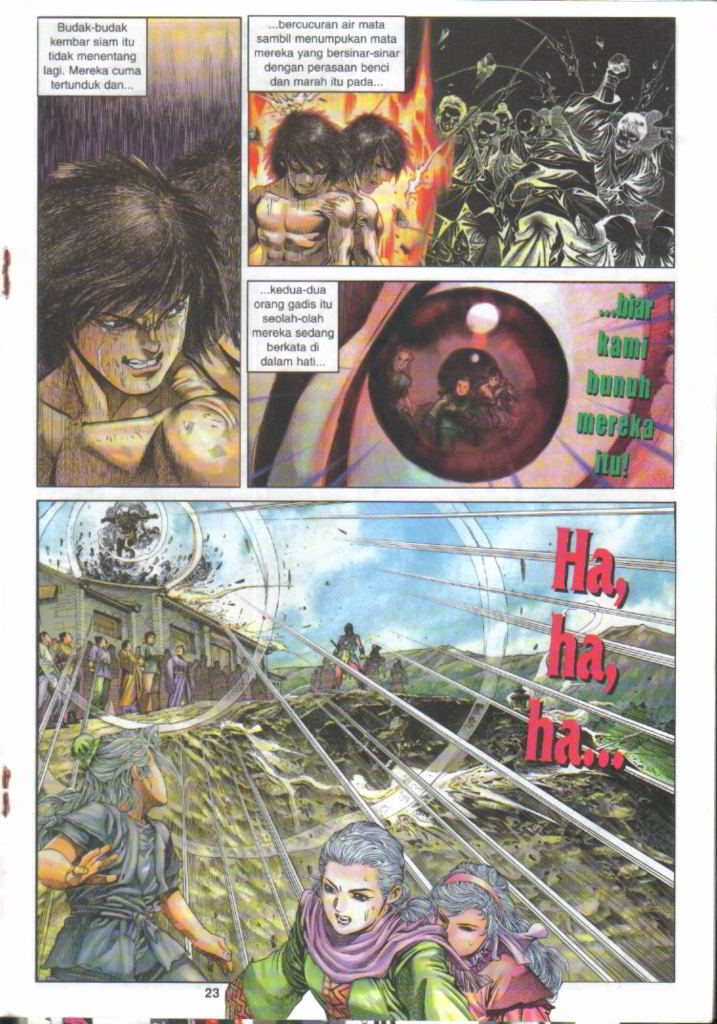 Budak-budak
kembar siam itu
tidak menentang
lagi. Mereka cuma
tertunduk dan...
...bercucuran air mata
sambil menumpukan mata
mereka yang bersinar-sinar
dengan perasaan benci
dan marah itu pada...
...kedua-dua
orang gadis itu
seolah-olah
mereka sedang
berkata di
dalam hati...
...biar
kami
bunuh
mereka
itu!
Ha,
ha,
ha...
23